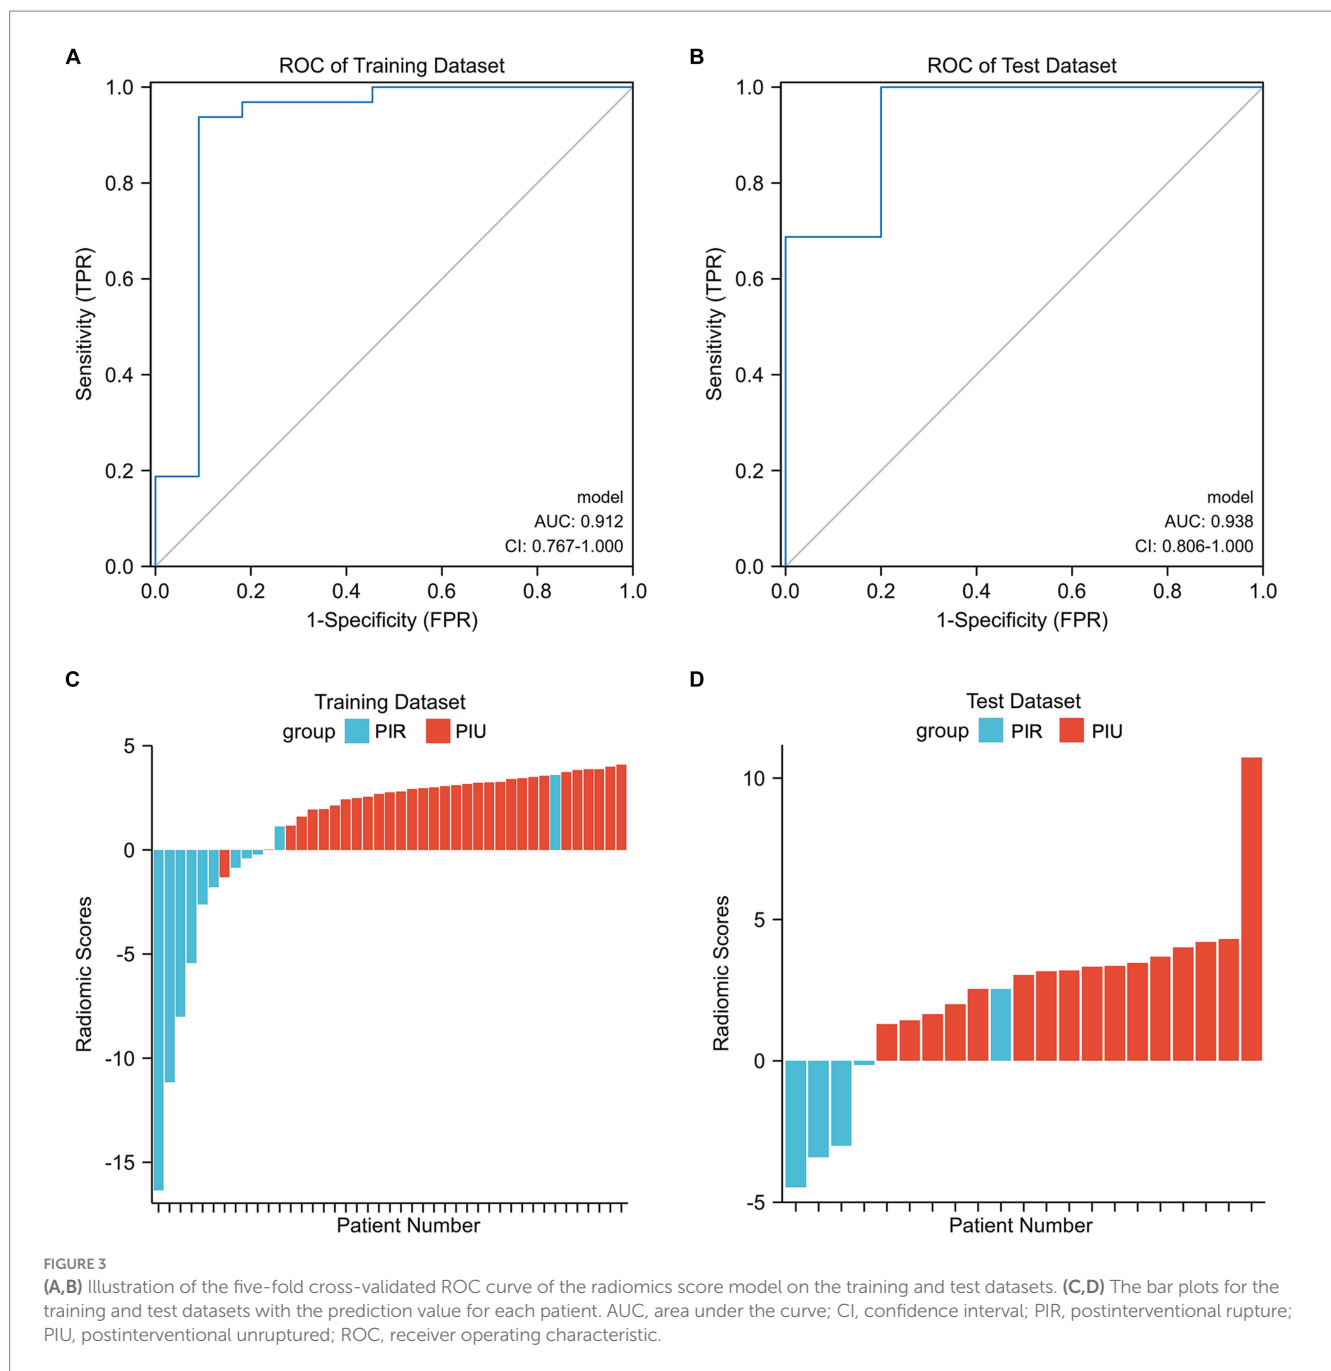 A
ROC of Training Dataset
1.0
0.8
0.6
0.4
0.2
0.0
Sensitivity (TPR)
model
AUC: 0.912
CI: 0.767-1.000
0.0 0.2 0.4 0.6 0.8 1.0
1-Specificity (FPR)
B
ROC of Test Dataset
1.0
0.8
0.6
0.4
0.2
0.0
Sensitivity (TPR)
model
AUC: 0.938
CI: 0.806-1.000
0.0 0.2 0.4 0.6 0.8 1.0
1-Specificity (FPR)
C
Training Dataset
group PIR PIU
5
0
-5
-10
-15
Radiomic Scores
Patient Number
D
Test Dataset
group PIR PIU
10
5
0
-5
Radiomic Scores
Patient Number
FIGURE 3
(A,B) Illustration of the five-fold cross-validated ROC curve of the radiomics score model on the training and test datasets. (C,D) The bar plots for the
training and test datasets with the prediction value for each patient. AUC, area under the curve; CI, confidence interval; PIR, postinterventional rupture;
PIU, postinterventional unruptured; ROC, receiver operating characteristic.